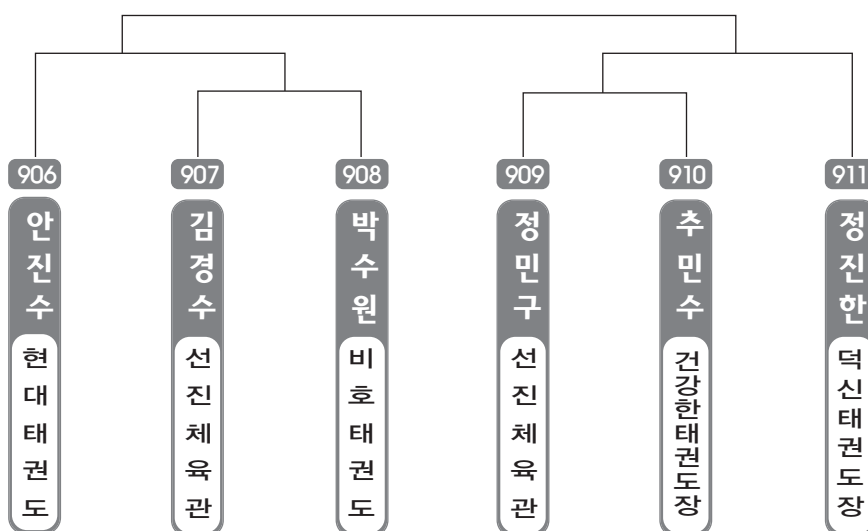 906
안진수
현대태권도
907
김경수
선진체육관
908
박수원
비호태권도
909
정민구
선진체육관
910
추민수
건강한태권도장
911
정진한
덕신태권도장